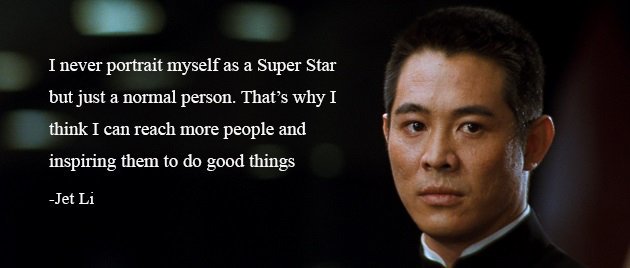 I never portrait myself as a Super Star
but just a normal person. That's why I
think I can reach more people and
inspiring them to do good things
-Jet Li